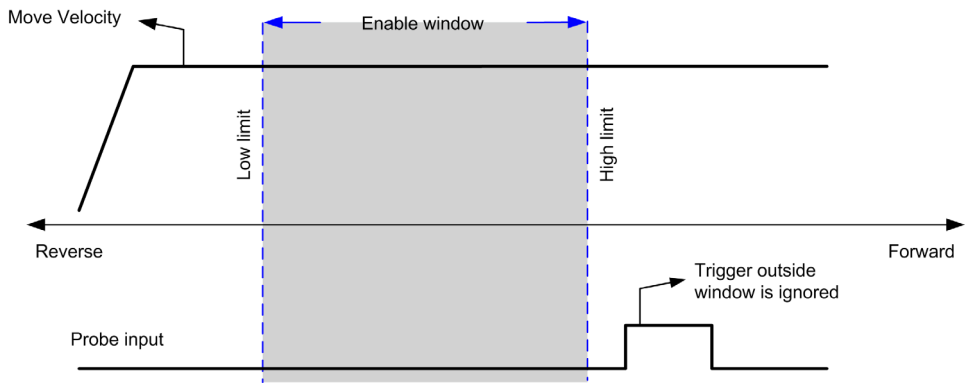 Move Velocity
Enable window
Low limit
High limit
Reverse
Forward
Trigger outside
window is ignored
Probe input